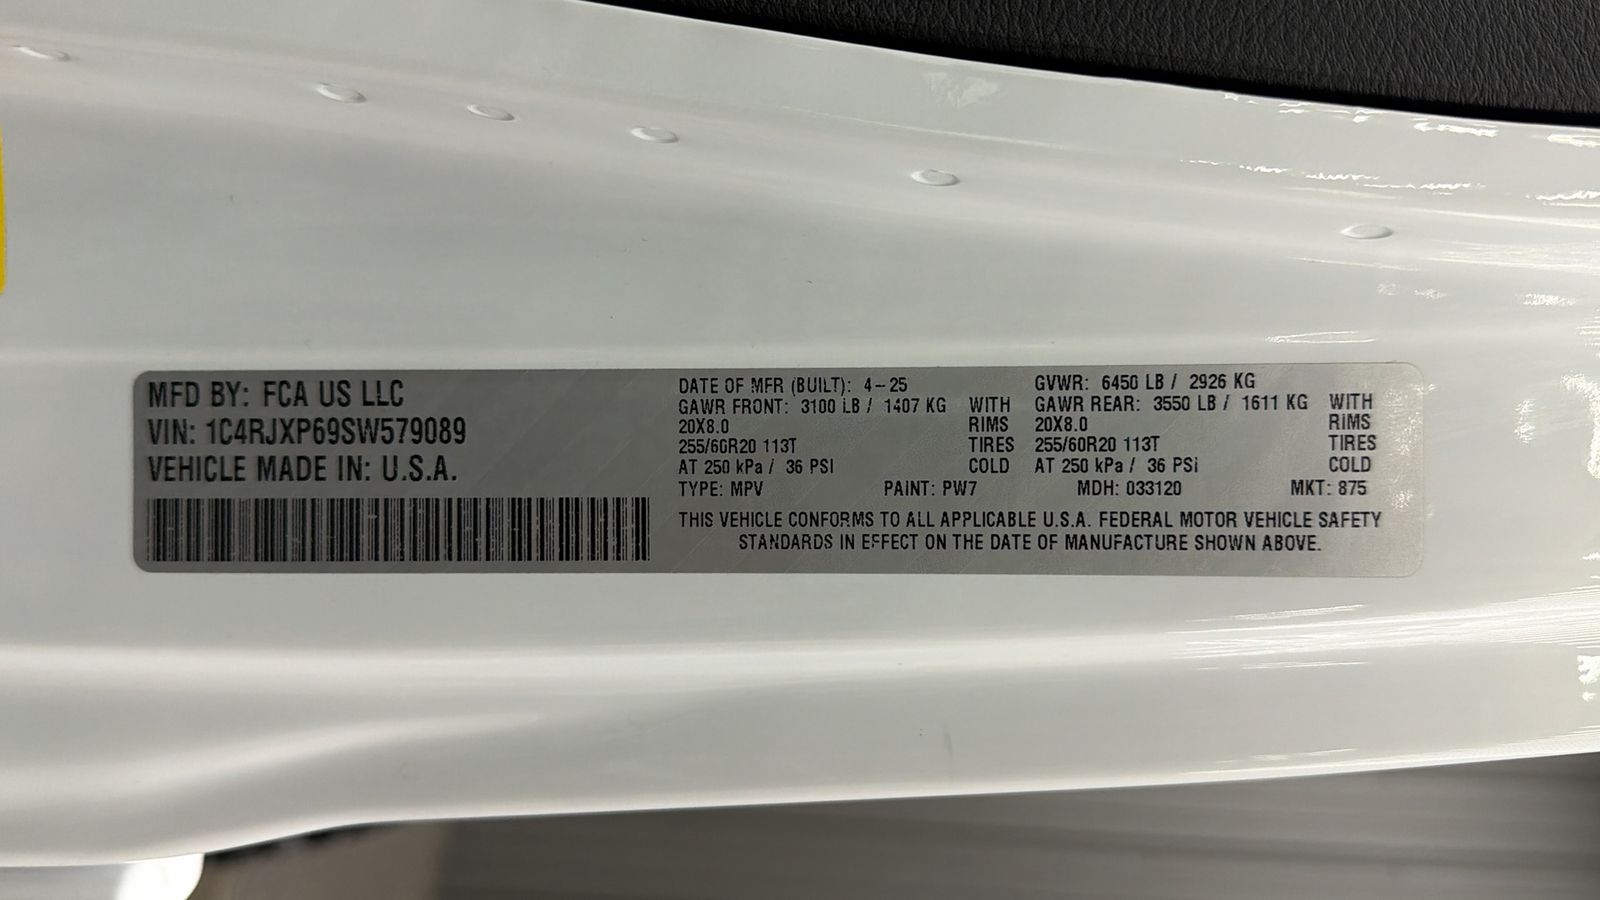 MFD BY: FCA US LLC
VIN: 1C4RJXP69SW579089
VEHICLE MADE IN: U.S.A.
DATE OF MFR (BUILT): 4-25
GAWR FRONT: 3100 LB / 1407 KG WITH
20X8.0 RIMS
255/60R20 113T TIRES
AT 250 kPa / 36 PSI COLD
GVWR: 6450 LB / 2926 KG
GAWR REAR: 3550 LB / 1611 KG WITH
20X8.0 RIMS
255/60R20 113T TIRES
AT 250 kPa / 36 PSi COLD
TYPE: MPV PAINT: PW7 MDH: 033120 MKT: 875
THIS VEHICLE CONFORMS TO ALL APPLICABLE U.S.A. FEDERAL MOTOR VEHICLE SAFETY
STANDARDS IN EFFECT ON THE DATE OF MANUFACTURE SHOWN ABOVE.